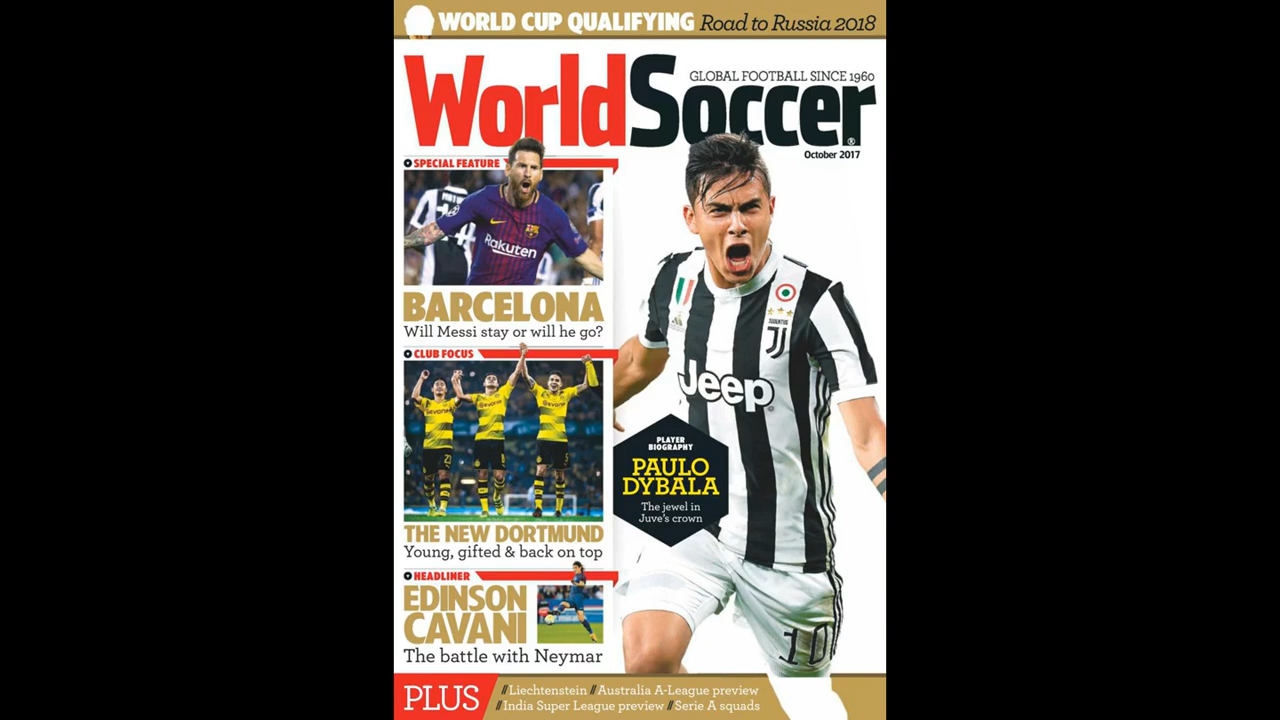 WORLD CUP QUALIFYING Road to Russia 2018
GLOBAL FOOTBALL SINCE 1960
WorldSoccer®
October 2017
SPECIAL FEATURE
Rakuten
BARCELONA
Will Messi stay or will he go?
CLUB FOCUS
THE NEW DORTMUND
Young, gifted & back on top
HEADLINER
EDINSON
CAVANI
The battle with Neymar
JUVENTUS
Jeep
PLAYER
BIOGRAPHY
PAULO
DYBALA
The jewel in
Juve's crown
10
PLUS
//Liechtenstein //Australia A-League preview
//India Super League preview //Serie A squads